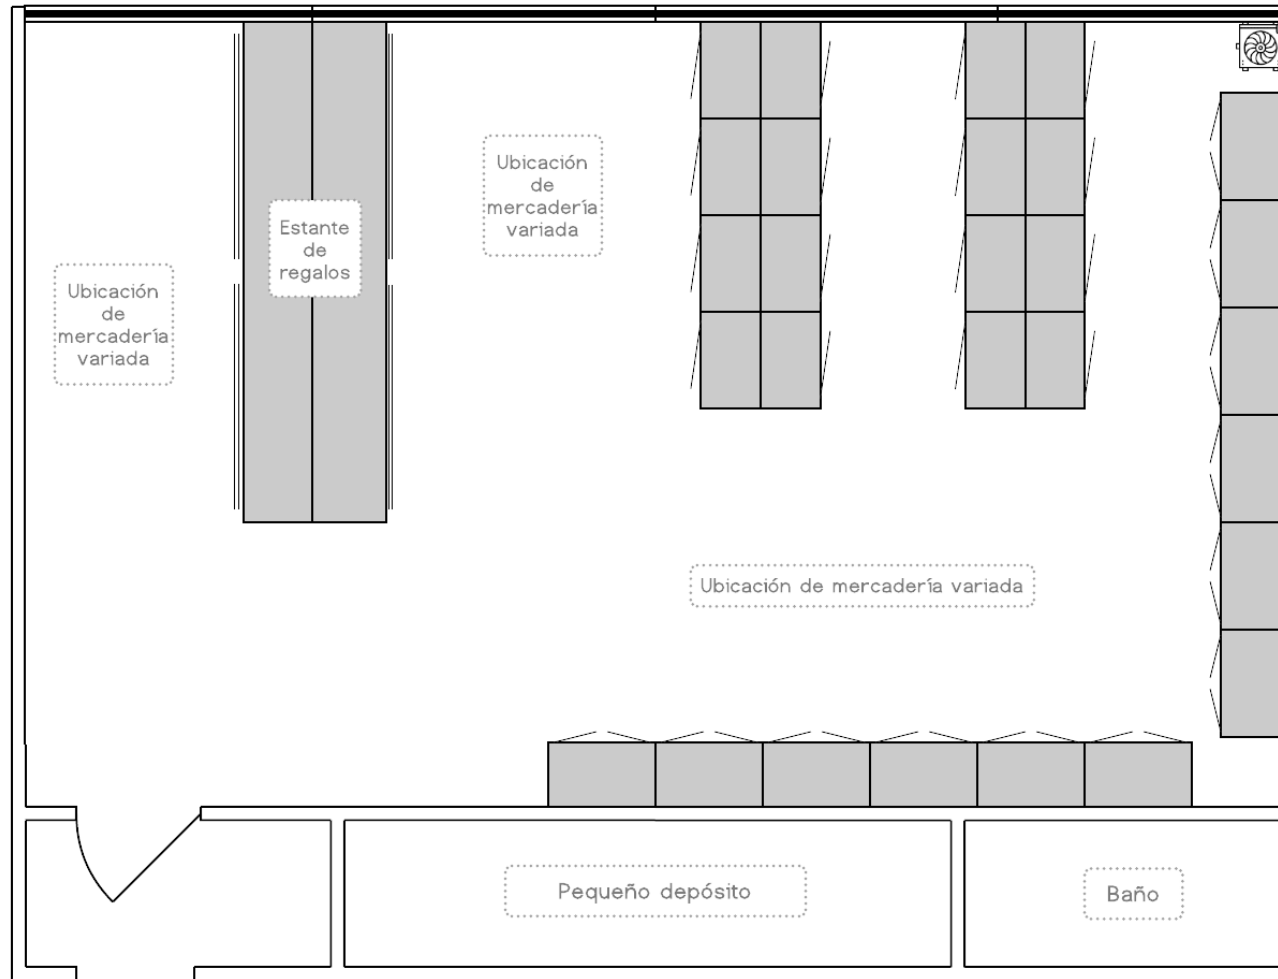 Ubicación
de
mercadería
variada
Estante
de
regalos
Ubicación
de
mercadería
variada
Ubicación de mercadería variada
Pequeño depósito
Baño